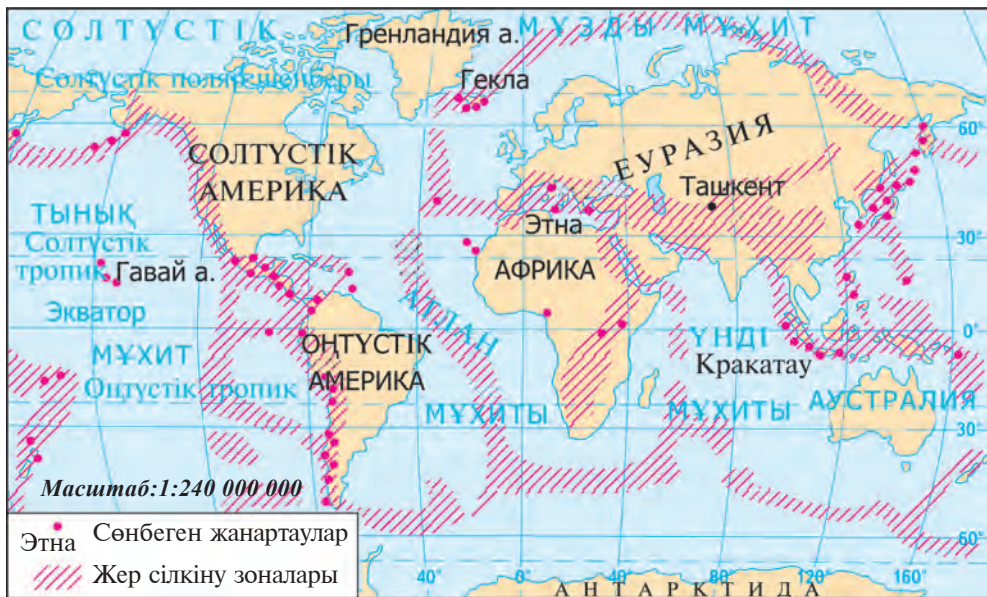 СОЛТҮСТІК МҰЗДЫ МҰХИТ
Гренландия а.
Солтүстік поляр шеңберы
Гекла
60°
СОЛТҮСТІК
АМЕРИКА
ЕУРАЗИЯ
Ташкент
ТЫНЫҚ
Этна
30°
Солтүстік
тропик
Гавай а.
АФРИКА
АТЛАН
Экватор
0°
МҰХИТ
ОҢТҮСТІК
АМЕРИКА
ҮНДІ
Кракатау
Оңтүстік тропик
МҰХИТЫ
МҰХИТЫ
АУСТРАЛИЯ
30°
Масштаб:1:240 000 000
Этна Сөнбеген жанартаулар
60°
Жер сілкіну зоналары
40° 0° 40° 80° 120° 160°
АНТАРКТИДА